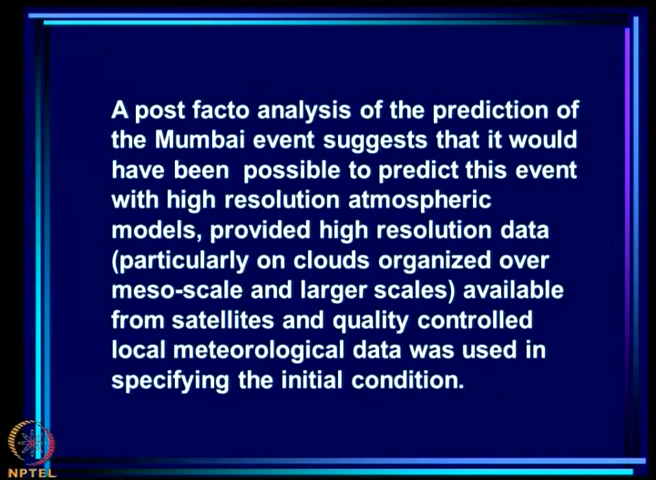 A post facto analysis of the prediction of
the Mumbai event suggests that it would
have been possible to predict this event
with high resolution atmospheric
models, provided high resolution data
(particularly on clouds organized over
meso-scale and larger scales) available
from satellites and quality controlled
local meteorological data was used in
specifying the initial condition.
NPTEL